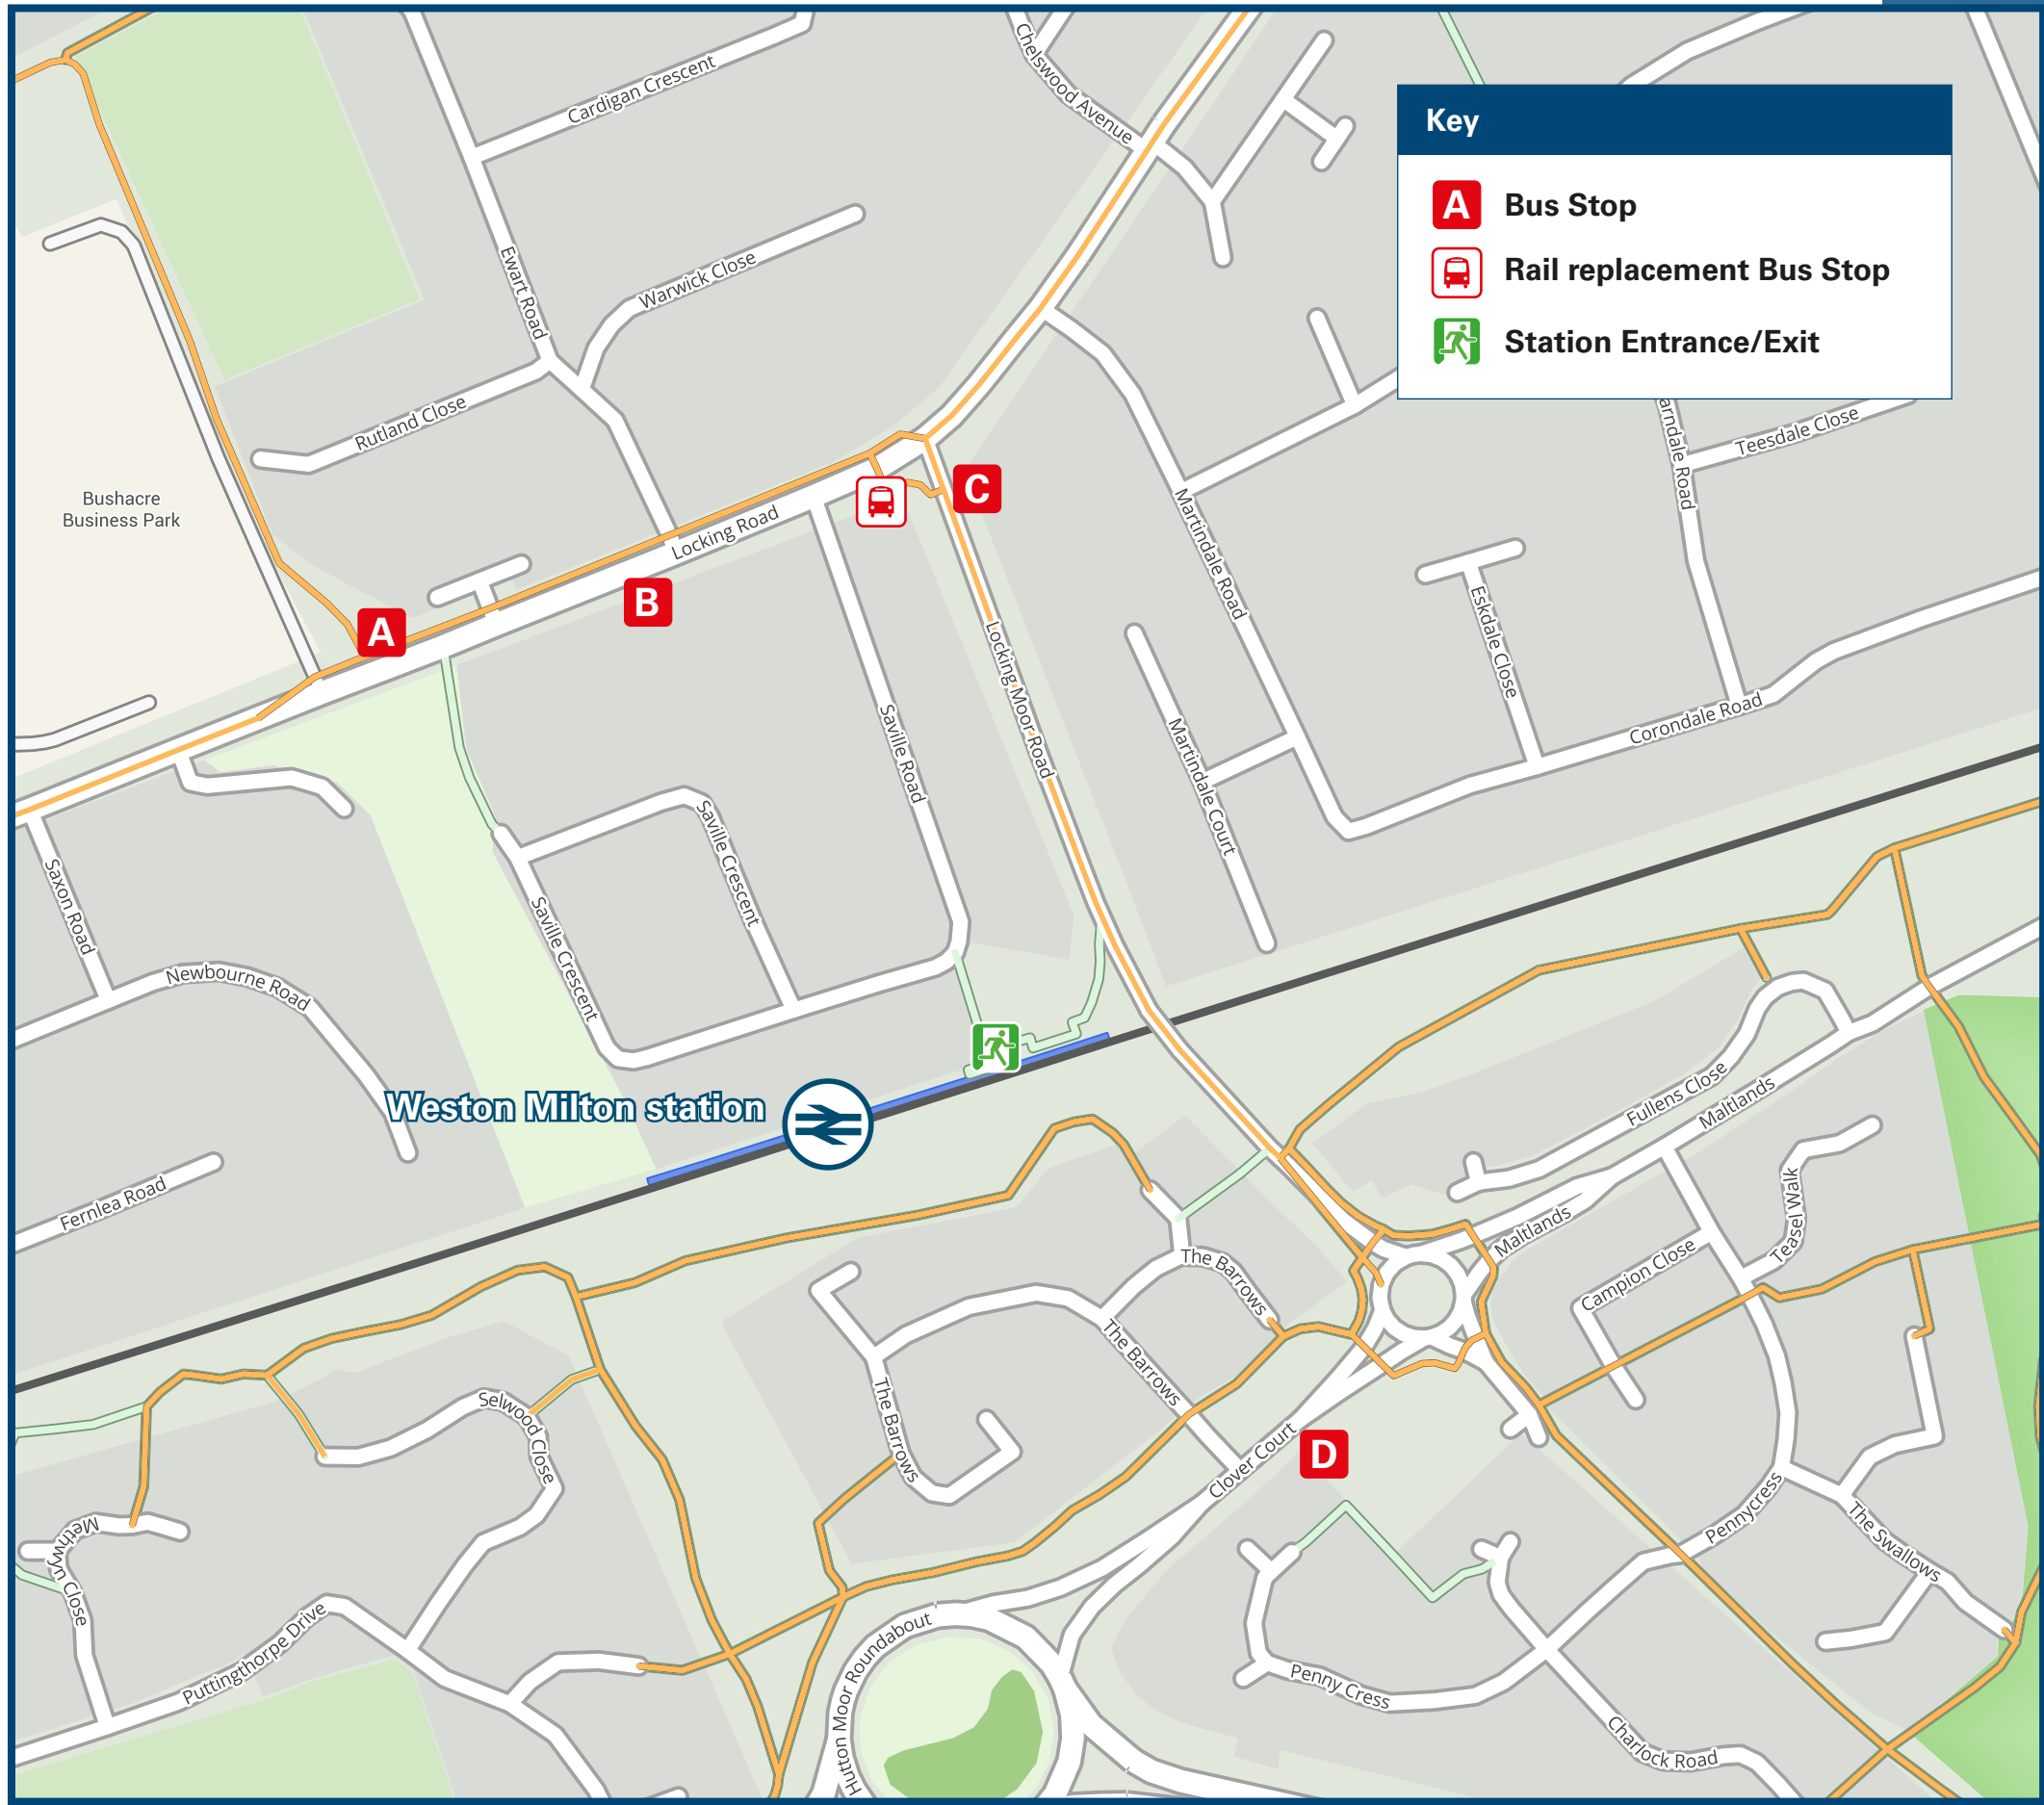 Key
A
Bus Stop
Rail replacement Bus Stop
Station Entrance/Exit
Cardigan Crescent
Chelswood Avenue
Ewart Road
Warwick Close
Rutland Close
Bushacre
Business Park
Locking Road
A
B
C
Teesdale Close
arndale Road
Martindale Road
Eskdale Close
Corondale Road
Locking Moor Road
Martindale Court
Saville Road
Saville Crescent
Saville Crescent
Saxon Road
Newbourne Road
Fernlea Road
Weston Milton station
Fullens Close
Maltlands
Maltlands
Teasel Walk
Campion Close
The Barrows
The Barrows
The Barrows
Clover Court
D
Selwood Close
Methwyn Close
Puttingthorpe Drive
Hutton Moor Roundabout
Pennycress
The Swallows
Penny Cress
Charlock Road